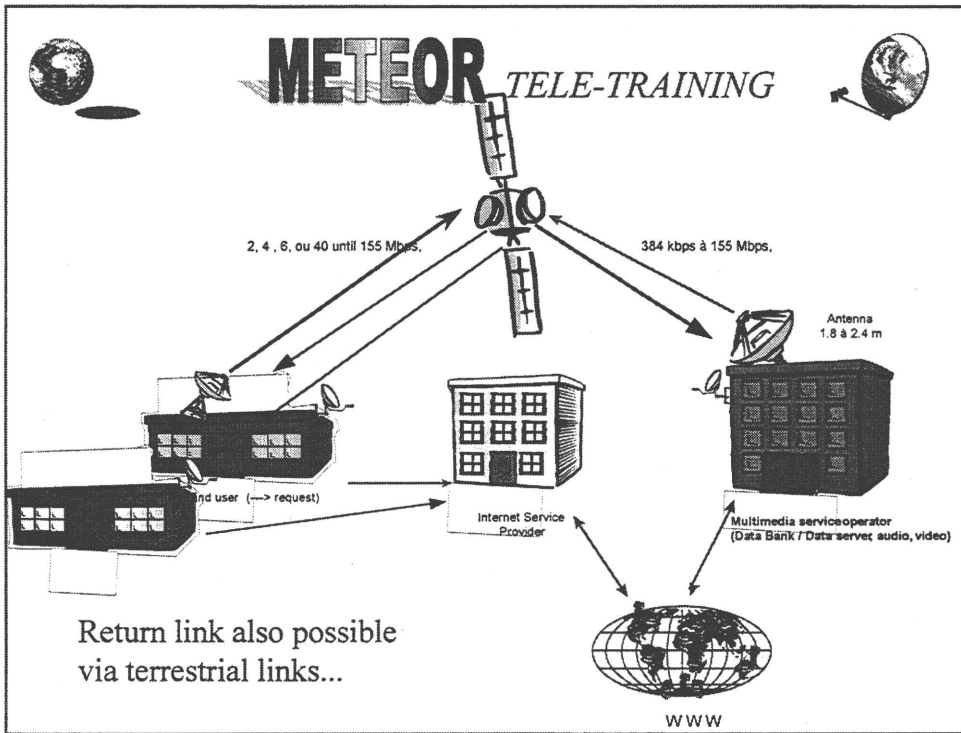 METEOR TELE-TRAINING
2, 4 , 6, ou 40 until 155 Mbps,
384 kbps à 155 Mbps,
Antenna
1.8 à 2.4 m
nd user (---> request)
Internet Service
Provider
Multimedia serviceoperator
(Data Bank / Data server, audio, video)
Return link also possible
via terrestrial links...
WWW